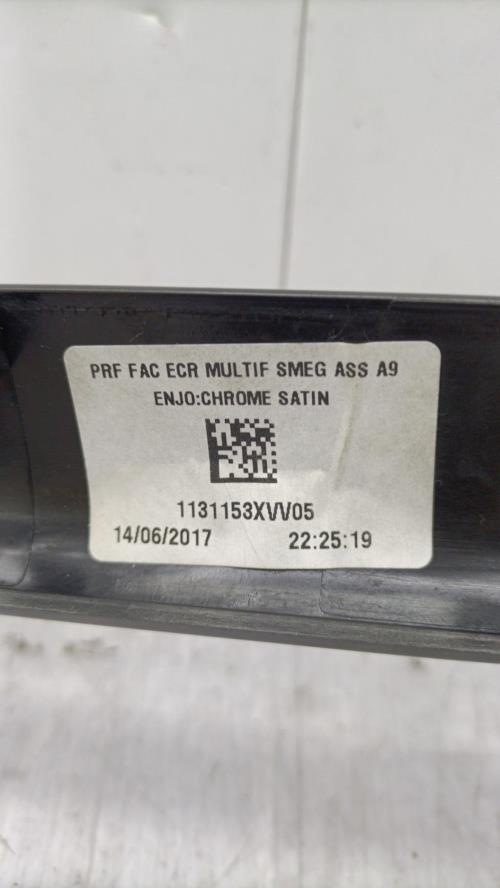 PRF FAC ECR MULTIF SMEG ASS A9
ENJO:CHROME SATIN
1131153XVV05
14/06/2017 22:25:19